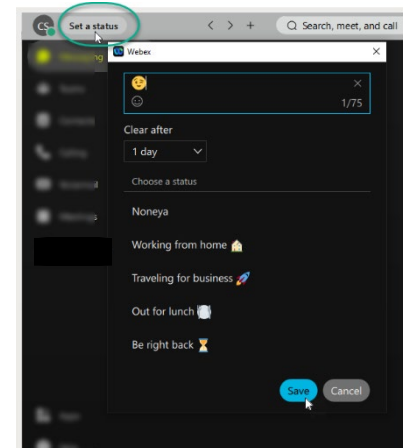 CS Set a status < > + Search, meet, and call
Webex
😉
1/75
Clear after
1 day
Choose a status
Noneya
Working from home 🏠
Traveling for business 🚀
Out for lunch 🍽️
Be right back ⏳
Save Cancel